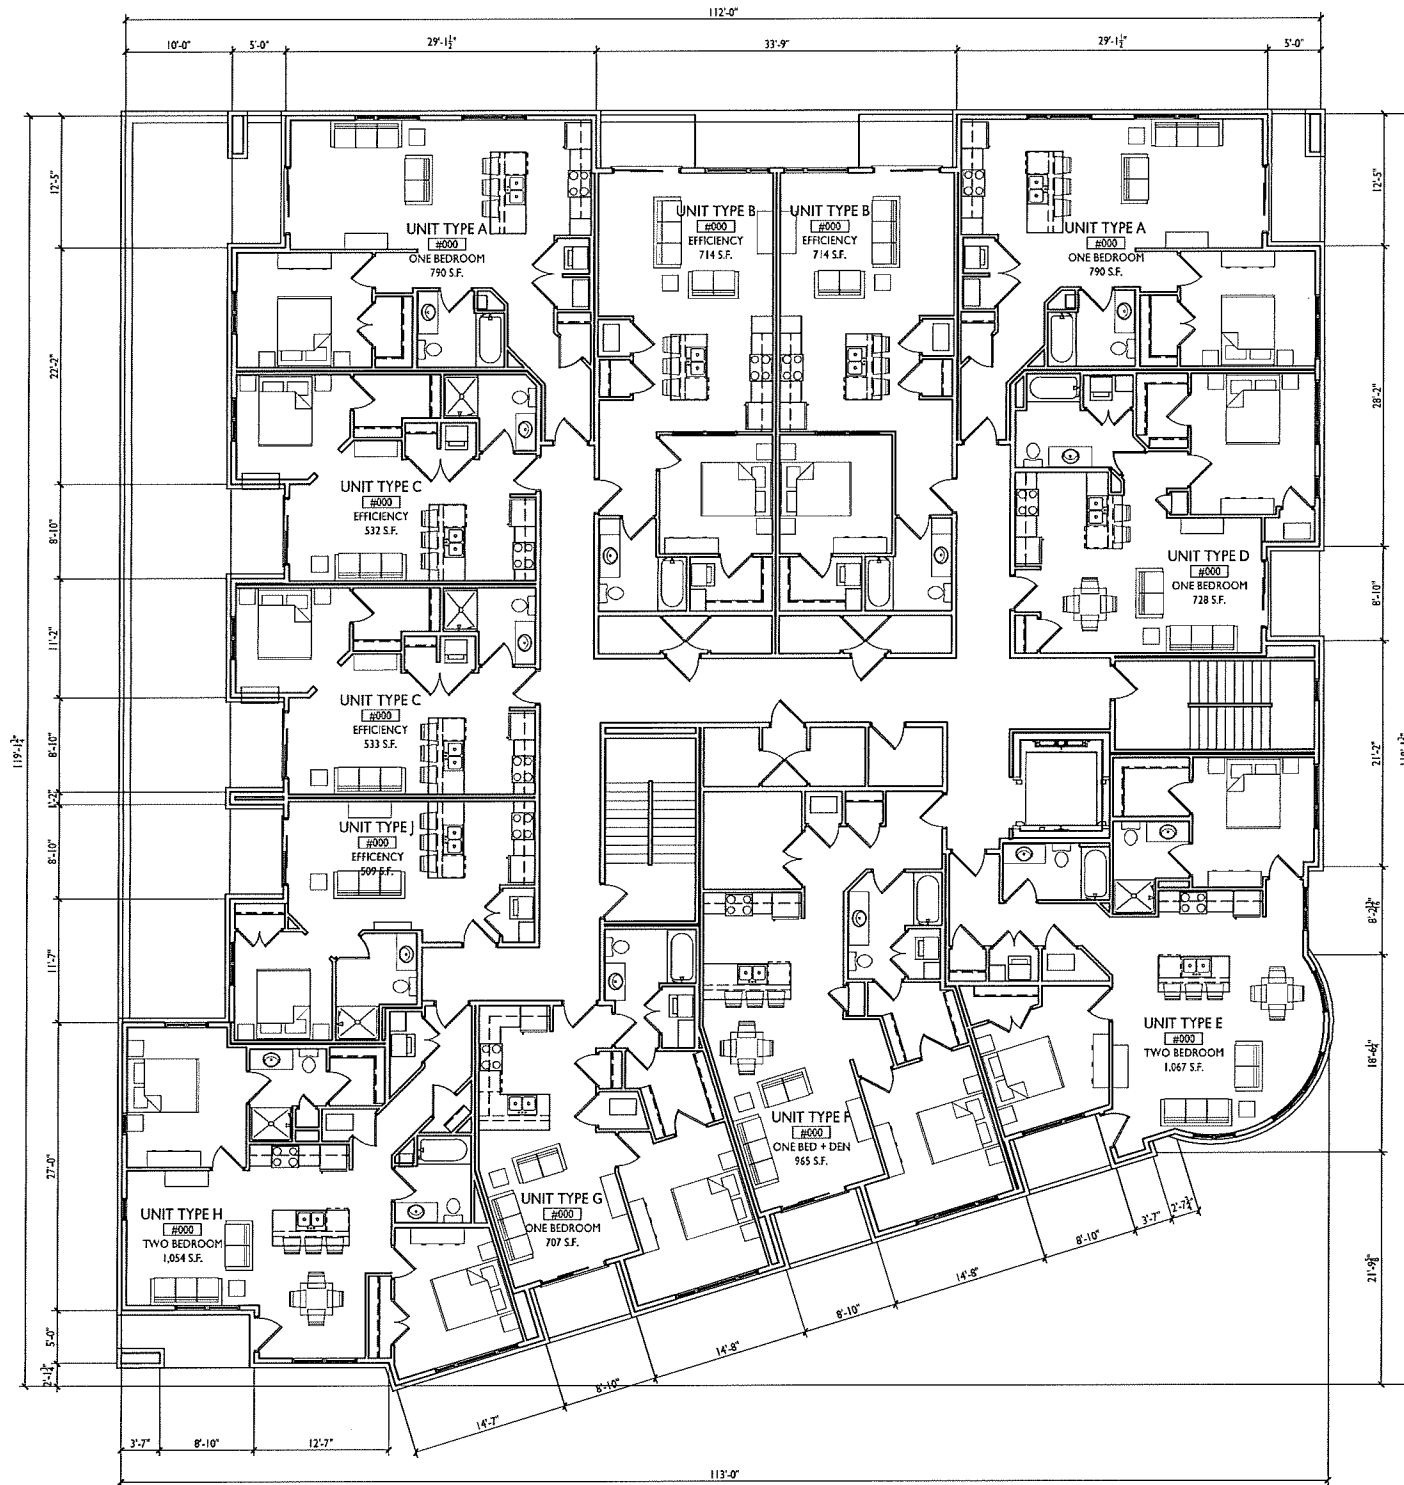 112'-0"
10'-0"
5'-0"
29'-1½"
33'-9"
29'-1½"
5'-0"
12'-5"
22'-2"
8'-10"
11'-2"
8'-10"
1'-2"
8'-10"
11'-7"
27'-0"
5'-0"
2'-1¾"
UNIT TYPE A
#000
ONE BEDROOM
790 S.F.
UNIT TYPE B
#000
EFFICIENCY
714 S.F.
UNIT TYPE B
#000
EFFICIENCY
714 S.F.
UNIT TYPE A
#000
ONE BEDROOM
790 S.F.
UNIT TYPE C
#000
EFFICIENCY
532 S.F.
UNIT TYPE D
#000
ONE BEDROOM
728 S.F.
UNIT TYPE C
#000
EFFICIENCY
533 S.F.
UNIT TYPE J
#000
EFFICENCY
509 S.F.
UNIT TYPE E
#000
TWO BEDROOM
1,067 S.F.
UNIT TYPE F
#000
ONE BED + DEN
965 S.F.
UNIT TYPE G
#000
ONE BEDROOM
707 S.F.
UNIT TYPE H
#000
TWO BEDROOM
1,054 S.F.
12'-5"
28'-2"
8'-10"
21'-2"
3'-7"
8'-10"
12'-7"
14'-7"
8'-10"
14'-8"
8'-10"
14'-8"
8'-10"
3'-7"
113'-0"